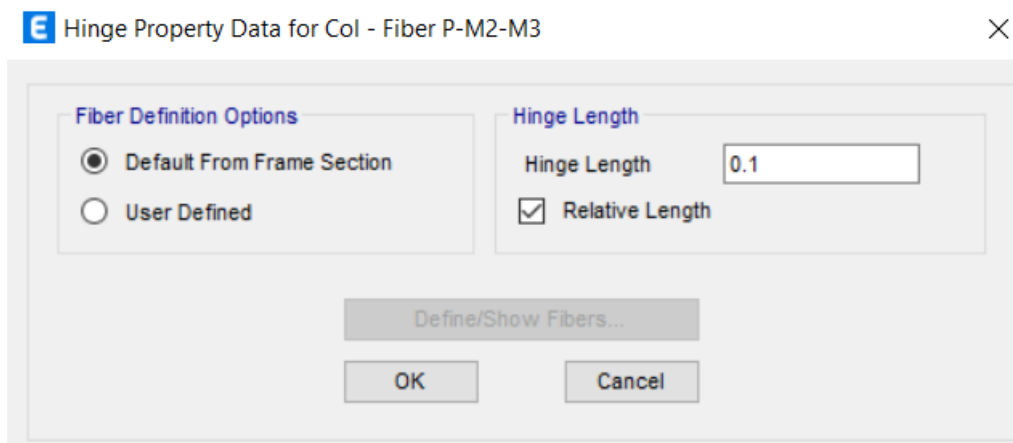 E Hinge Property Data for Col - Fiber P-M2-M3
Fiber Definition Options
Default From Frame Section
User Defined
Hinge Length
Hinge Length 0.1
Relative Length
Define/Show Fibers...
OK Cancel